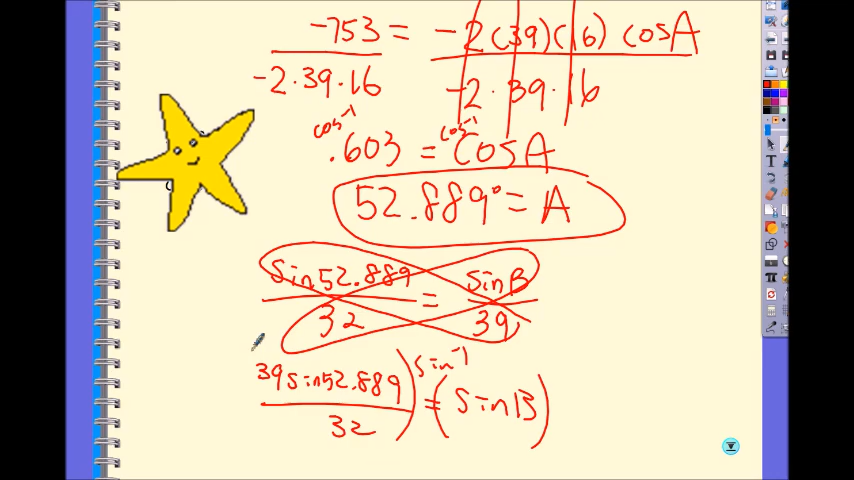 -753 = -2(39)(16) cosA
-2·39·16 -2·39·16
cos⁻¹ cos⁻¹
.603 = cosA
52.889° = A
sin52.889 = sinB
32 39
39sin52.889) sin⁻¹ = (sinB)
32